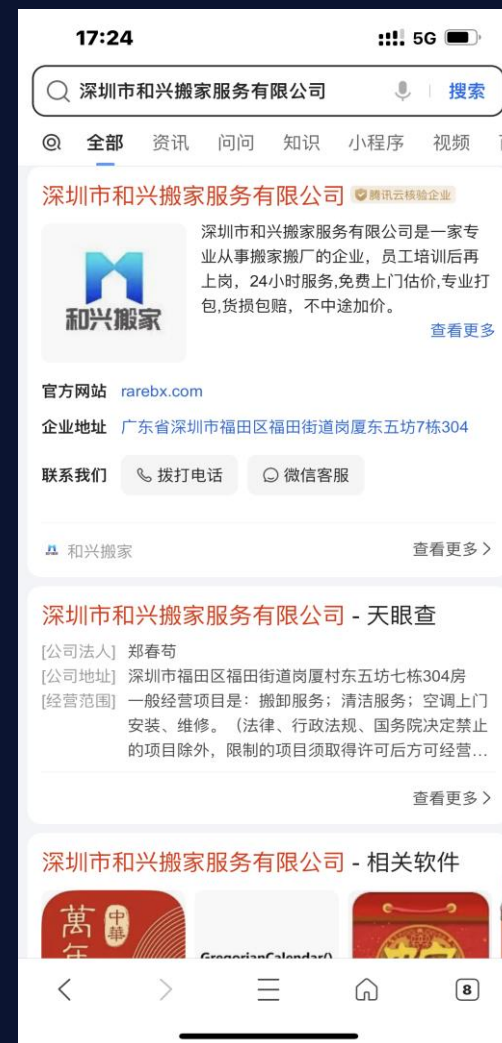 17:24
5G
深圳市和兴搬家服务有限公司
搜索
全部 资讯 问问 知识 小程序 视频
深圳市和兴搬家服务有限公司 腾讯云核验企业
深圳市和兴搬家服务有限公司是一家专
业从事搬家搬厂的企业，员工培训后再
上岗，24小时服务,免费上门估价,专业打
包,货损包赔，不中途加价。
查看更多
和兴搬家
官方网站 rarebx.com
企业地址 广东省深圳市福田区福田街道岗厦东五坊7栋304
联系我们 拨打电话 微信客服
和兴搬家 查看更多
深圳市和兴搬家服务有限公司 - 天眼查
[公司法人] 郑春苟
[公司地址] 深圳市福田区福田街道岗厦村东五坊七栋304房
[经营范围] 一般经营项目是：搬卸服务；清洁服务；空调上门
安装、维修。（法律、行政法规、国务院决定禁止
的项目除外，限制的项目须取得许可后方可经营...
查看更多
深圳市和兴搬家服务有限公司 - 相关软件
萬年
中華
GregorianCalendar()
8